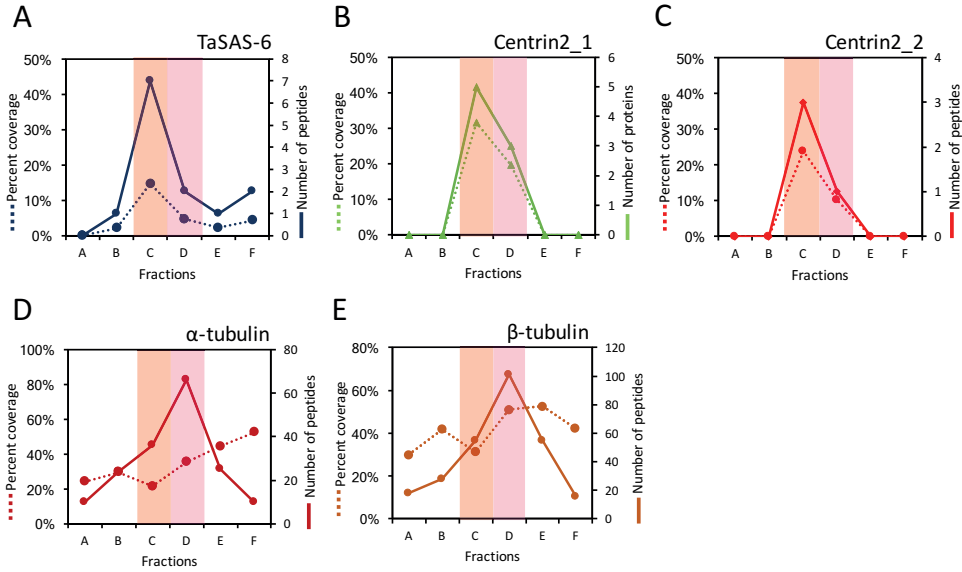 A
TaSAS-6
Percent coverage
50%
40%
30%
20%
10%
0%
8
7
6
5
4
3
2
1
0
Number of peptides
A B C D E F
Fractions
B
Centrin2_1
Percent coverage
50%
40%
30%
20%
10%
0%
6
5
4
3
2
1
0
Number of proteins
A B C D E F
Fractions
C
Centrin2_2
Percent coverage
50%
40%
30%
20%
10%
0%
4
3
2
1
0
Number of peptides
A B C D E F
Fractions
D
α-tubulin
Percent coverage
100%
80%
60%
40%
20%
0%
80
60
40
20
0
Number of peptides
A B C D E F
Fractions
E
β-tubulin
Percent coverage
80%
60%
40%
20%
0%
120
100
80
60
40
20
0
Number of peptides
A B C D E F
Fractions